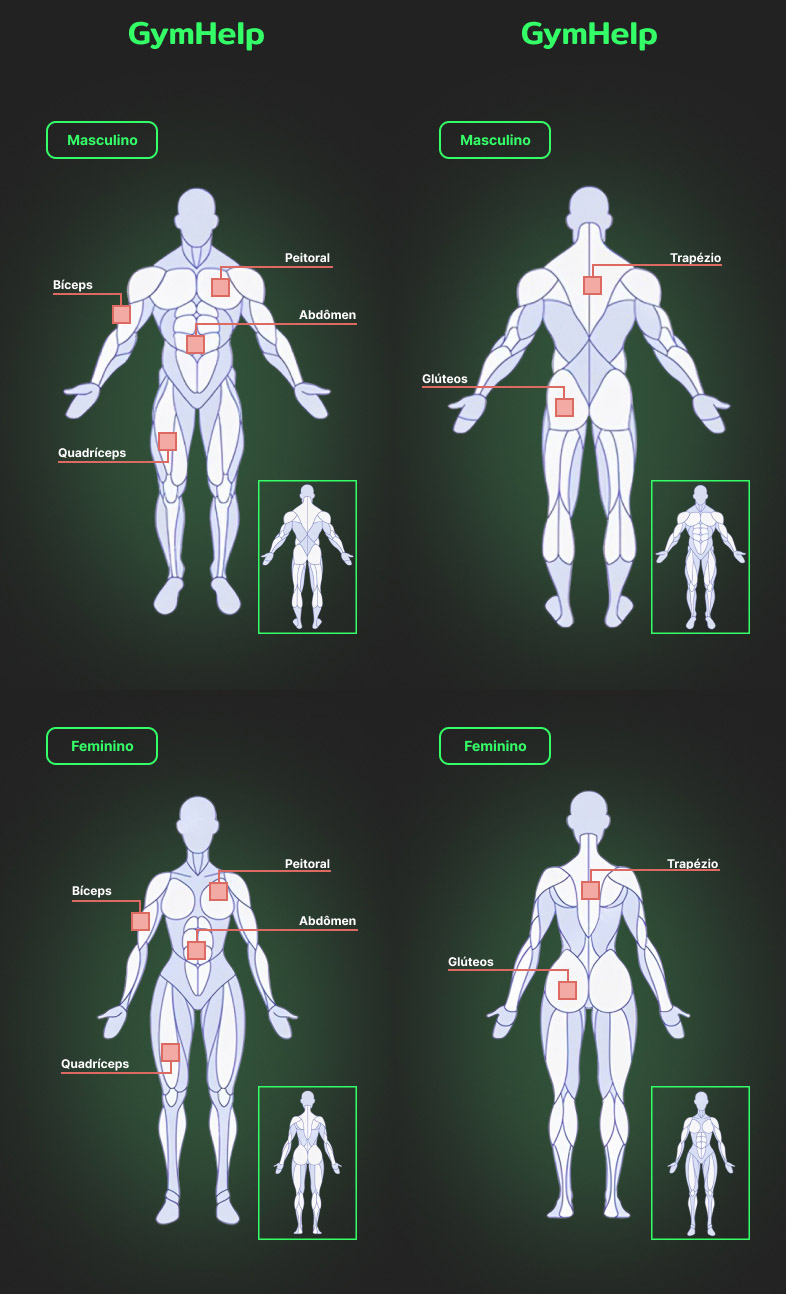 GymHelp
GymHelp
Masculino
Peitoral
Bíceps
Abdômen
Quadríceps
Masculino
Trapézio
Glúteos
Feminino
Peitoral
Bíceps
Abdômen
Quadríceps
Feminino
Trapézio
Glúteos